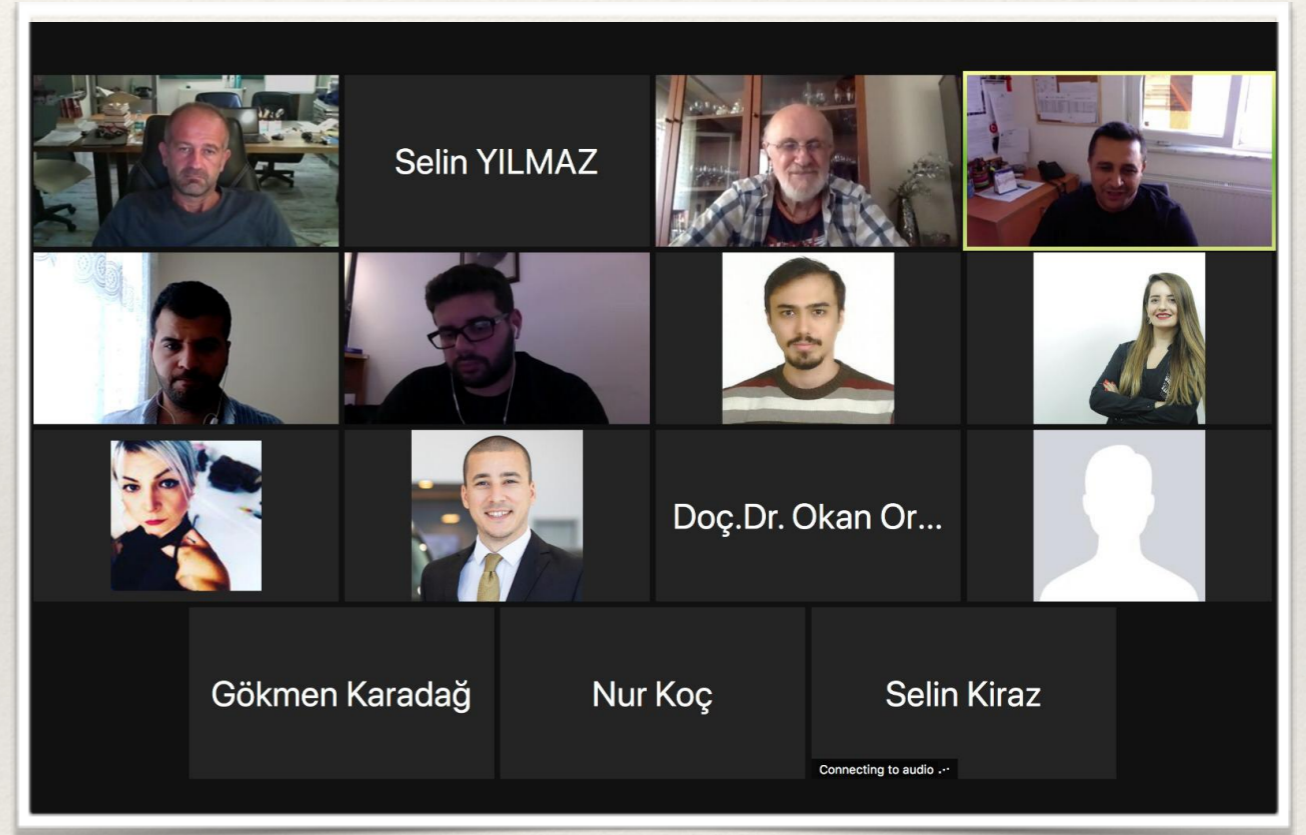 Selin YILMAZ
Doç.Dr. Okan Or...
Gökmen Karadağ
Nur Koç
Selin Kiraz
Connecting to audio ...